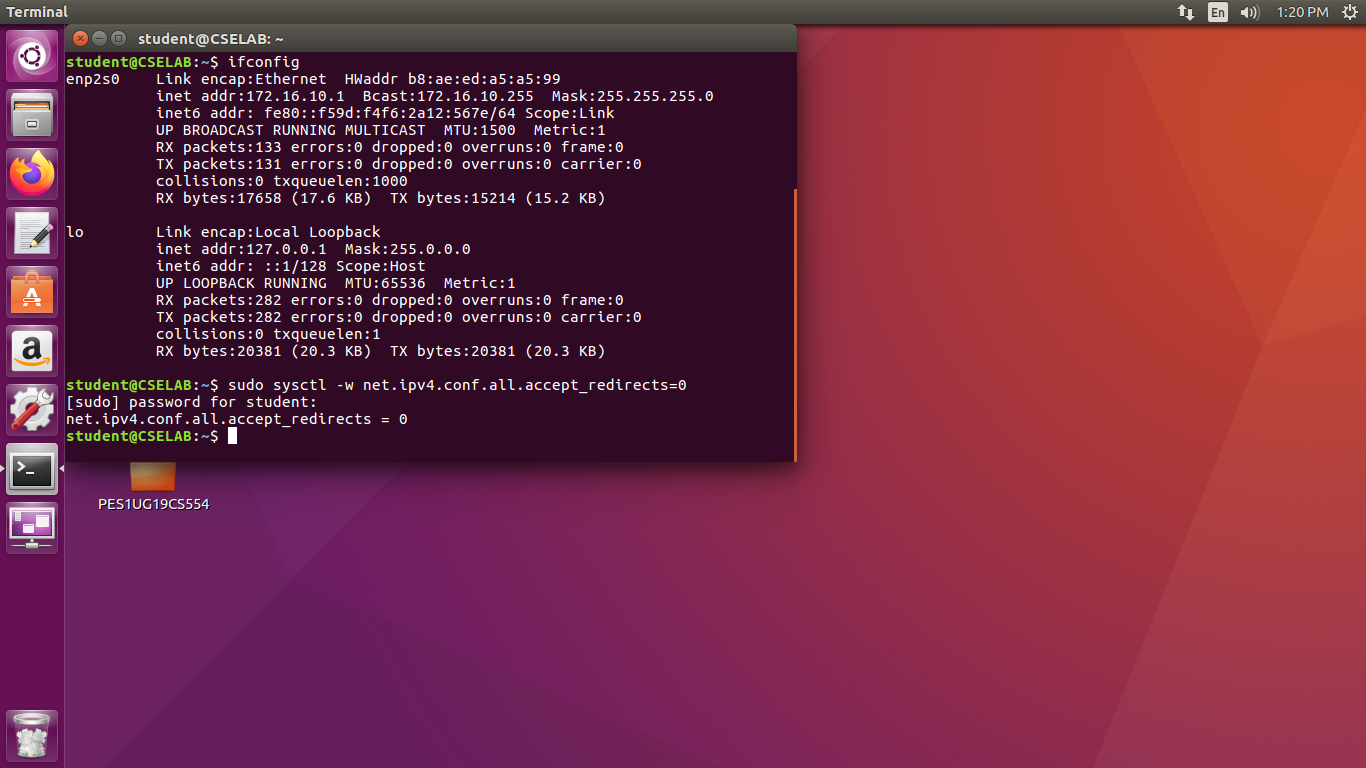 Terminal
En
1:20 PM
student@CSELAB: ~
student@CSELAB:~$ ifconfig
enp2s0    Link encap:Ethernet  HWaddr b8:ae:ed:a5:a5:99
          inet addr:172.16.10.1  Bcast:172.16.10.255  Mask:255.255.255.0
          inet6 addr: fe80::f59d:f4f6:2a12:567e/64 Scope:Link
          UP BROADCAST RUNNING MULTICAST  MTU:1500  Metric:1
          RX packets:133 errors:0 dropped:0 overruns:0 frame:0
          TX packets:131 errors:0 dropped:0 overruns:0 carrier:0
          collisions:0 txqueuelen:1000
          RX bytes:17658 (17.6 KB)  TX bytes:15214 (15.2 KB)
lo        Link encap:Local Loopback
          inet addr:127.0.0.1  Mask:255.0.0.0
          inet6 addr: ::1/128 Scope:Host
          UP LOOPBACK RUNNING  MTU:65536  Metric:1
          RX packets:282 errors:0 dropped:0 overruns:0 frame:0
          TX packets:282 errors:0 dropped:0 overruns:0 carrier:0
          collisions:0 txqueuelen:1
          RX bytes:20381 (20.3 KB)  TX bytes:20381 (20.3 KB)
student@CSELAB:~$ sudo sysctl -w net.ipv4.conf.all.accept_redirects=0
[sudo] password for student:
net.ipv4.conf.all.accept_redirects = 0
student@CSELAB:~$
PES1UG19CS554